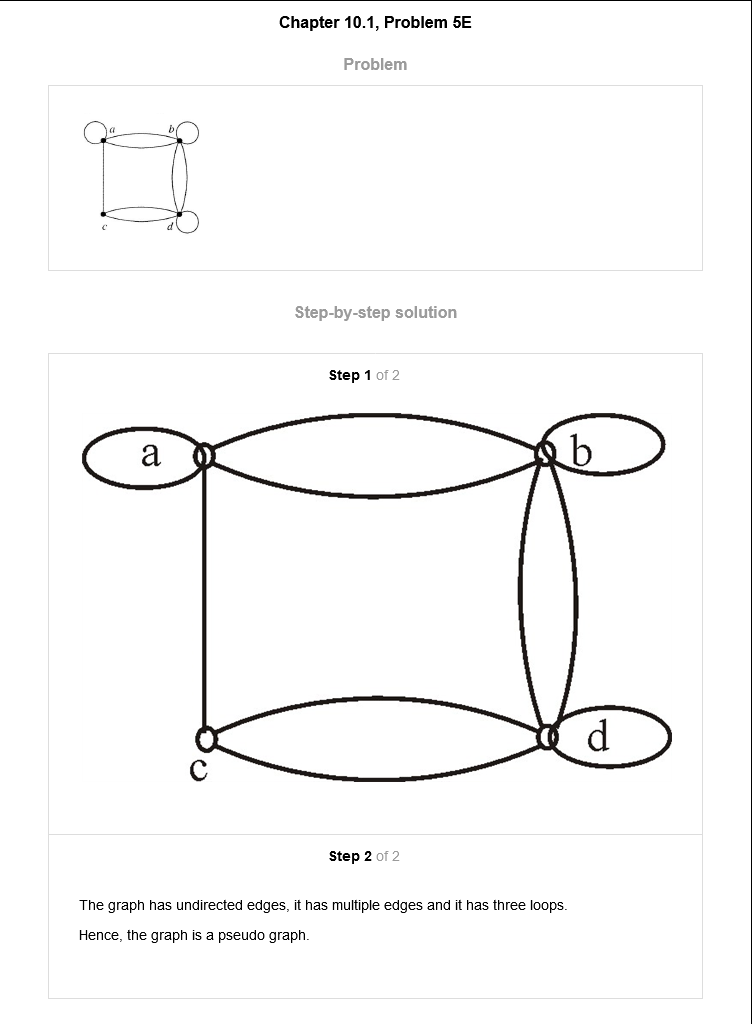 Chapter 10.1, Problem 5E
Problem
a b
c d
Step-by-step solution
Step 1 of 2
a b
c d
Step 2 of 2
The graph has undirected edges, it has multiple edges and it has three loops.
Hence, the graph is a pseudo graph.